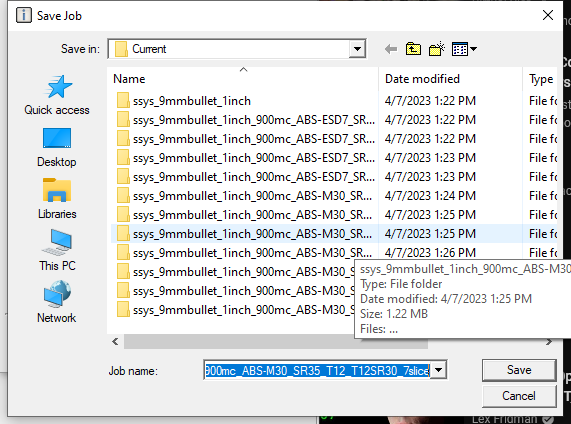 Save Job
Save in: Current
Name Date modified Type
ssys_9mmbullet_1inch 4/7/2023 1:22 PM File fo
ssys_9mmbullet_1inch_900mc_ABS-ESD7_SR... 4/7/2023 1:22 PM File fo
ssys_9mmbullet_1inch_900mc_ABS-ESD7_SR... 4/7/2023 1:22 PM File fo
ssys_9mmbullet_1inch_900mc_ABS-ESD7_SR... 4/7/2023 1:23 PM File fo
ssys_9mmbullet_1inch_900mc_ABS-ESD7_SR... 4/7/2023 1:23 PM File fo
ssys_9mmbullet_1inch_900mc_ABS-M30_SR... 4/7/2023 1:24 PM File fo
ssys_9mmbullet_1inch_900mc_ABS-M30_SR... 4/7/2023 1:25 PM File fo
ssys_9mmbullet_1inch_900mc_ABS-M30_SR... 4/7/2023 1:25 PM File fo
ssys_9mmbullet_1inch_900mc_ABS-M30_SR... 4/7/2023 1:26 PM File fo
ssys_9mmbullet_1inch_900mc_ABS-M30_SR...
ssys_9mmbullet_1inch_900mc_ABS-M30_SR...
ssys_9mmbullet_1inch_900mc_ABS-M30_SR...
ssys_9mmbullet_1inch_900mc_ABS-M30
Type: File folder
Date modified: 4/7/2023 1:25 PM
Size: 1.22 MB
Files: ...
Quick access
Desktop
Libraries
This PC
Network
Job name: 900mc_ABS-M30_SR35_T12_T12SR30_7slice
Save
Cancel
Lex Fridman